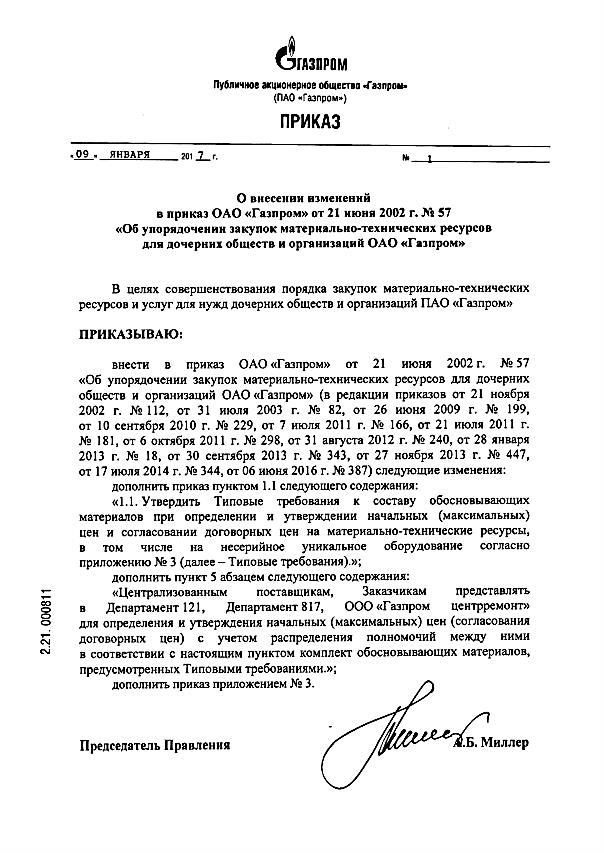 ГАЗПРОМ
Публичное акционерное общество «Газпром»
(ПАО «Газпром»)
ПРИКАЗ
«09» ЯНВАРЯ 2017 г. № 1
О внесении изменений
в приказ ОАО «Газпром» от 21 июня 2002 г. № 57
«Об упорядочении закупок материально-технических ресурсов
для дочерних обществ и организаций ОАО «Газпром»
В целях совершенствования порядка закупок материально-технических
ресурсов и услуг для нужд дочерних обществ и организаций ПАО «Газпром»
ПРИКАЗЫВАЮ:
внести в приказ ОАО «Газпром» от 21 июня 2002 г. № 57
«Об упорядочении закупок материально-технических ресурсов для дочерних
обществ и организаций ОАО «Газпром» (в редакции приказов от 21 ноября
2002 г. № 112, от 31 июля 2003 г. № 82, от 26 июня 2009 г. № 199,
от 10 сентября 2010 г. № 229, от 7 июля 2011 г. № 166, от 21 июля 2011 г.
№ 181, от 6 октября 2011 г. № 298, от 31 августа 2012 г. № 240, от 28 января
2013 г. № 18, от 30 сентября 2013 г. № 343, от 27 ноября 2013 г. № 447,
от 17 июля 2014 г. № 344, от 06 июня 2016 г. № 387) следующие изменения:
дополнить приказ пунктом 1.1 следующего содержания:
«1.1. Утвердить Типовые требования к составу обосновывающих
материалов при определении и утверждении начальных (максимальных)
цен и согласовании договорных цен на материально-технические ресурсы,
в том числе на несерийное уникальное оборудование согласно
приложению № 3 (далее – Типовые требования).»;
дополнить пункт 5 абзацем следующего содержания:
«Централизованным поставщикам, Заказчикам представлять
в Департамент 121, Департамент 817, ООО «Газпром центрремонт»
для определения и утверждения начальных (максимальных) цен (согласования
договорных цен) с учетом распределения полномочий между ними
в соответствии с настоящим пунктом комплект обосновывающих материалов,
предусмотренных Типовыми требованиями.»;
дополнить приказ приложением № 3.
Председатель Правления А.Б. Миллер
2.21. 000811